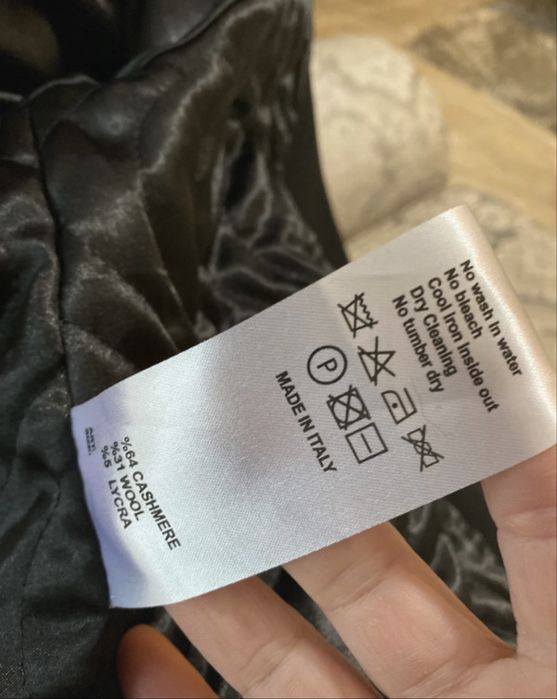 No wash in water
No bleach
Cool iron inside out
Dry Cleaning
No tumber dry
P
MADE IN ITALY
%64 CASHMERE
%31 WOOL
%5 LYCRA